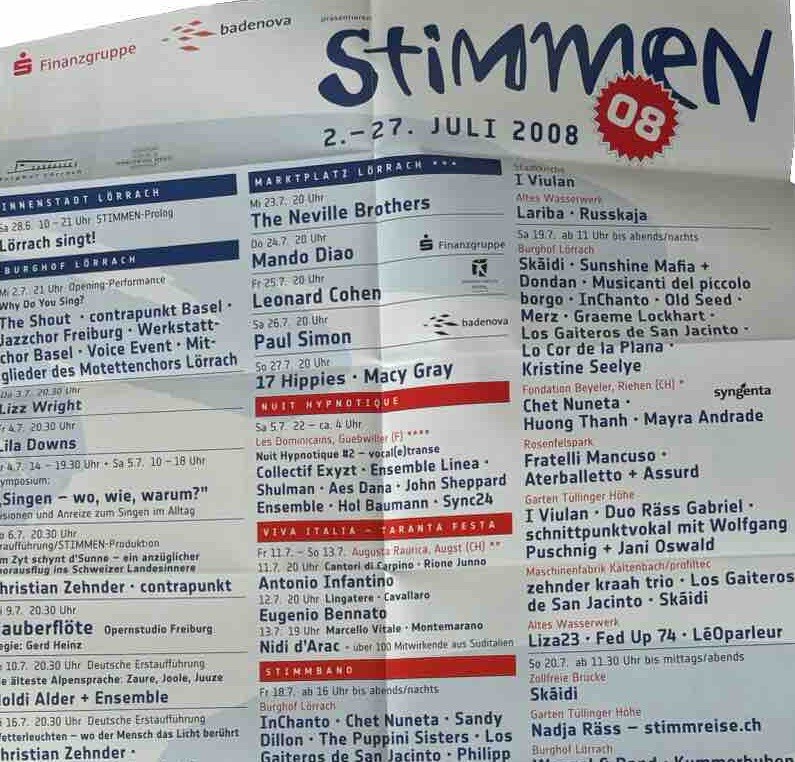 Finanzgruppe
badenova
präsentieren
STIMMEN
08
2.–27. JULI 2008
INNENSTADT LÖRRACH
Sa 28.6. 10 – 21 Uhr STIMMEN-Prolog
Lörrach singt!
BURGHOF LÖRRACH
Mi 2.7. 21 Uhr Opening-Performance
Why Do You Sing?
The Shout · contrapunkt Basel ·
Jazzchor Freiburg · Werkstatt-
chor Basel · Voice Event · Mit-
glieder des Motettenchors Lörrach
Do 3.7. 20.30 Uhr
Lizz Wright
Fr 4.7. 20.30 Uhr
Lila Downs
r 4.7. 14 – 19.30 Uhr • Sa 5.7. 10 – 18 Uhr
ymposium:
„Singen – wo, wie, warum?"
isionen und Anreize zum Singen im Alltag
o 6.7. 20.30 Uhr
raufführung/STIMMEN-Produktion
m Zyt schynt d'Sunne – ein anzüglicher
horausflug ins Schweizer Landesinnere
hristian Zehnder · contrapunkt
i 9.7. 20.30 Uhr
auberflöte Opernstudio Freiburg
egie: Gerd Heinz
10.7. 20.30 Uhr Deutsche Erstaufführung
ie älteste Alpensprache: Zaure, Joole, Juuze
oldi Alder + Ensemble
i 16.7. 20.30 Uhr Deutsche Erstaufführung
etterleuchten – wo der Mensch das Licht berührt
hristian Zehnder ·
MARKTPLATZ LÖRRACH ***
Mi 23.7. 20 Uhr
The Neville Brothers
Do 24.7. 20 Uhr
Mando Diao
Finanzgruppe
Fr 25.7. 20 Uhr
Leonard Cohen
Sa 26.7. 20 Uhr
Paul Simon
badenova
So 27.7. 20 Uhr
17 Hippies · Macy Gray
NUIT HYPNOTIQUE
Sa 5.7. 22 – ca. 4 Uhr
Les Dominicains, Guebwiller (F) ****
Nuit Hypnotique #2 – vocal(e)transe
Collectif Exyzt · Ensemble Linea ·
Shulman · Aes Dana · John Sheppard
Ensemble · Hol Baumann · Sync24
VIVA ITALIA – TARANTA FESTA
Fr 11.7. – So 13.7. Augusta Raurica, Augst (CH) **
11.7. 20 Uhr Cantori di Carpino · Rione Junno
Antonio Infantino
12.7. 20 Uhr Lingatere · Cavallaro
Eugenio Bennato
13.7. 19 Uhr Marcello Vitale · Montemarano
Nidi d'Arac · über 100 Mitwirkende aus Süditalien
STIMMBAND
Fr 18.7. ab 16 Uhr bis abends/nachts
Burghof Lörrach
InChanto · Chet Nuneta · Sandy
Dillon · The Puppini Sisters · Los
Gaiteros de San Jacinto · Philipp
Stadtkirche
I Viulan
Altes Wasserwerk
Lariba · Russkaja
Sa 19.7. ab 11 Uhr bis abends/nachts
Burghof Lörrach
Skäidi · Sunshine Mafia +
Dondan · Musicanti del piccolo
borgo · InChanto · Old Seed ·
Merz · Graeme Lockhart ·
Los Gaiteros de San Jacinto ·
Lo Cor de la Plana ·
Kristine Seelye
Fondation Beyeler, Riehen (CH) *
syngenta
Chet Nuneta ·
Huong Thanh · Mayra Andrade
Rosenfelspark
Fratelli Mancuso ·
Aterballetto + Assurd
Garten Tüllinger Höhe
I Viulan · Duo Räss Gabriel ·
schnittpunktvokal mit Wolfgang
Puschnig + Jani Oswald
Maschinenfabrik Kaltenbach/profiltec
zehnder kraah trio · Los Gaiteros
de San Jacinto · Skäidi
Altes Wasserwerk
Liza23 · Fed Up 74 · LéOparleur
So 20.7. ab 11.30 Uhr bis mittags/abends
Zollfreie Brücke
Skäidi
Garten Tüllinger Höhe
Nadja Räss – stimmreise.ch
Burghof Lörrach